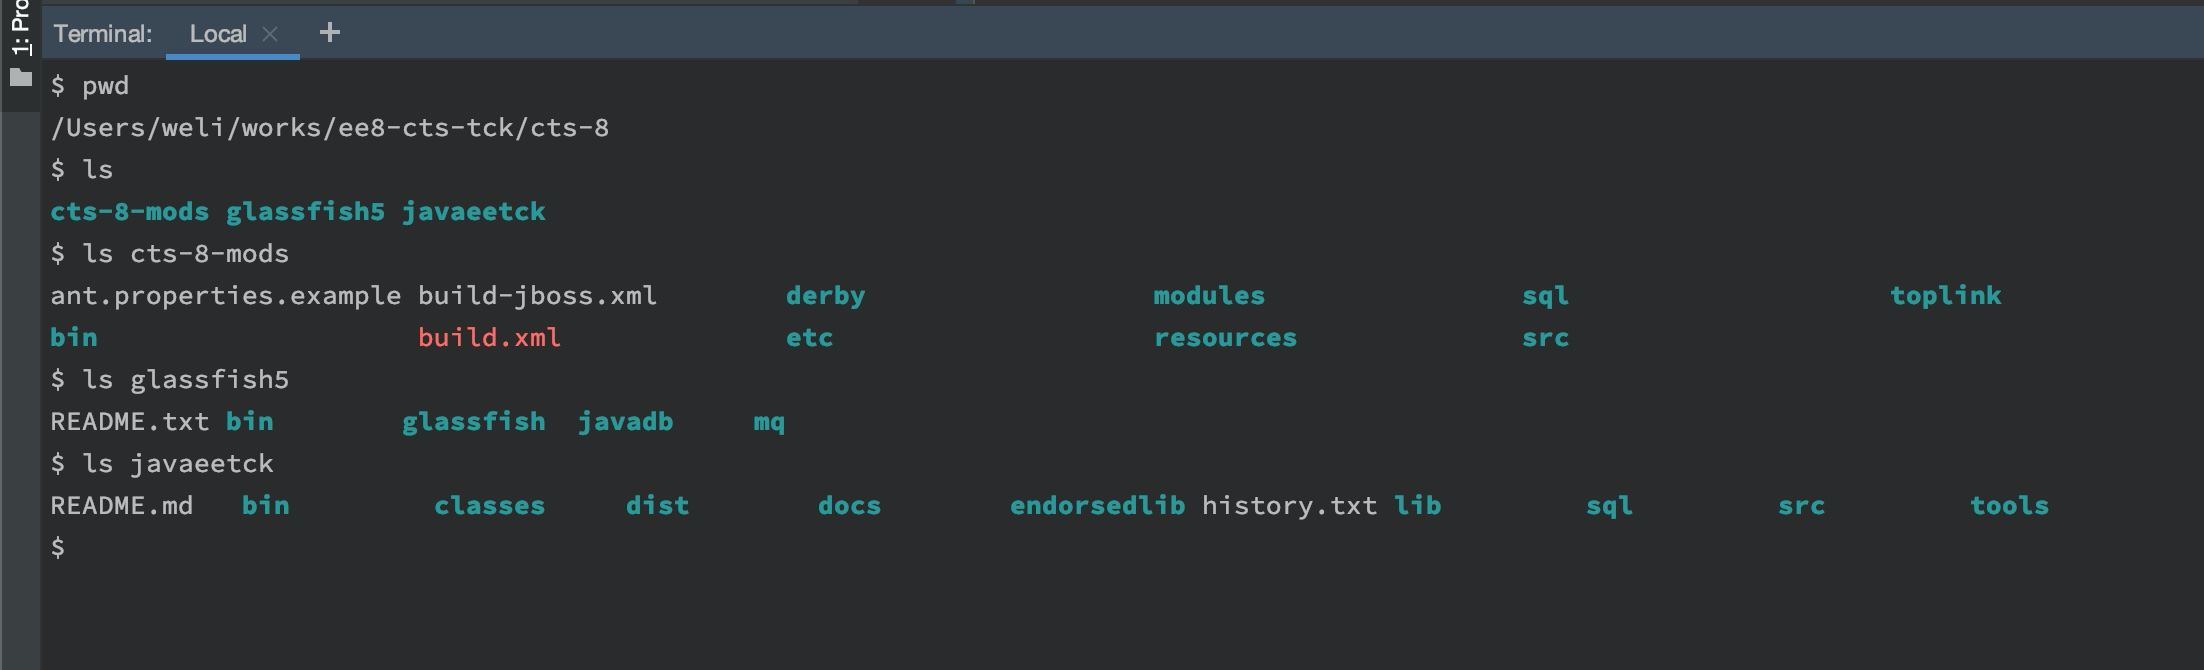 1: Pro
Terminal: Local × +
$ pwd
/Users/weli/works/ee8-cts-tck/cts-8
$ ls
cts-8-mods glassfish5 javaeetck
$ ls cts-8-mods
ant.properties.example build-jboss.xml derby modules sql toplink
bin build.xml etc resources src
$ ls glassfish5
README.txt bin glassfish javadb mq
$ ls javaeetck
README.md bin classes dist docs endorsedlib history.txt lib sql src tools
$